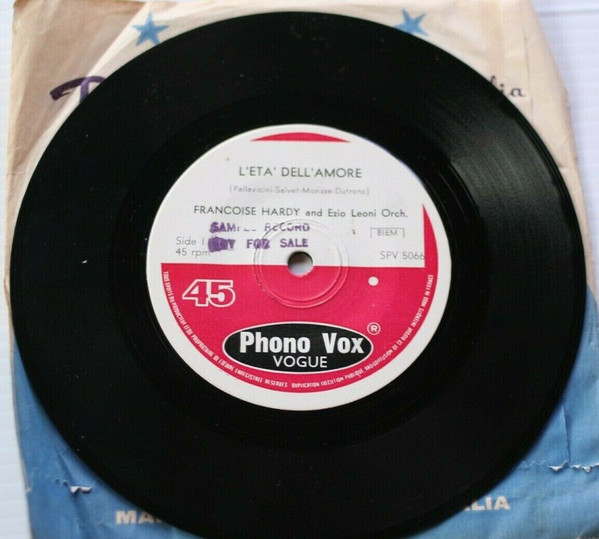 L'ETA' DELL'AMORE
(Pallavicini-Salvet-Morisse-Dutronc)
FRANCOISE HARDY and Ezio Leoni Orch.
SAMPLE RECORD
NOT FOR SALE
Side 1
45 rpm
BIEM
SPV 5066
45
Phono Vox ®
VOGUE